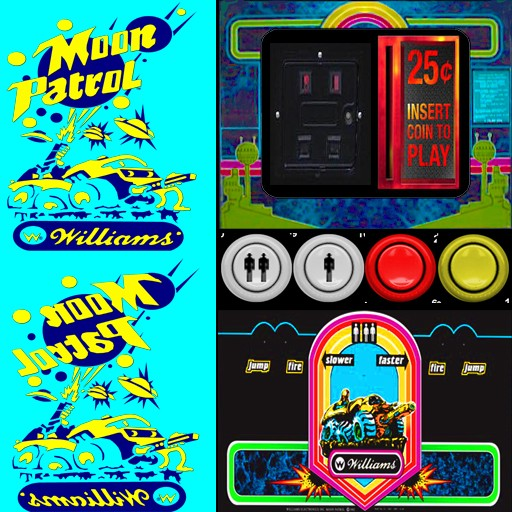 Moon
Patrol
W Williams
25¢
INSERT
COIN TO
PLAY
Moon
Patrol
Williams
jump
fire
slower
faster
fire
jump
W Williams